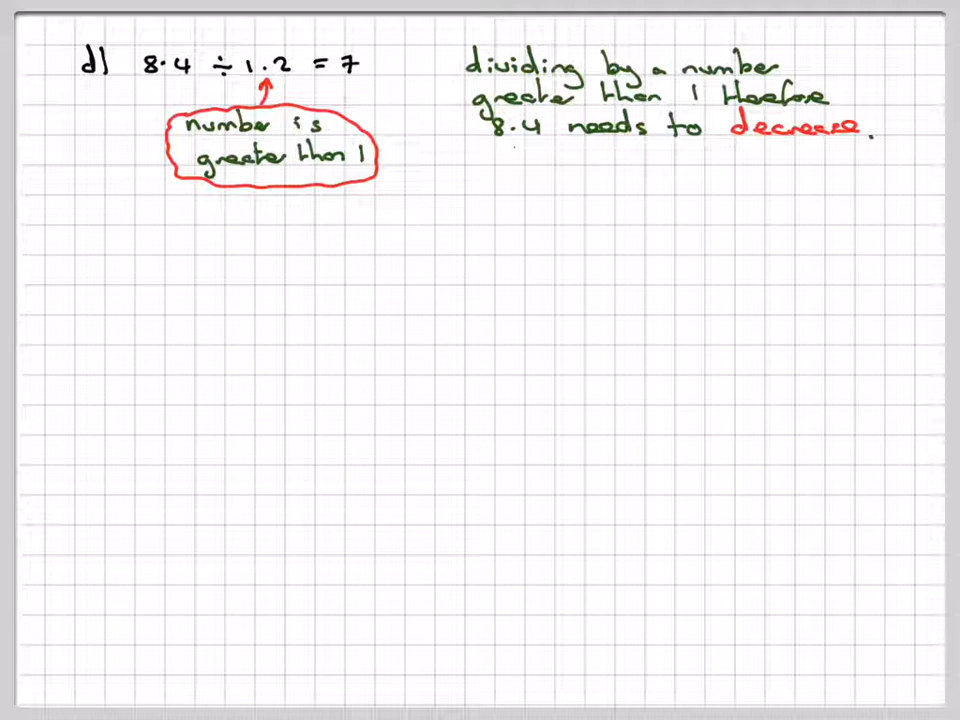 d) 8.4 ÷ 1.2 = 7
number is
greater than 1
dividing by a number
greater than 1 therefore
8.4 needs to decrease.